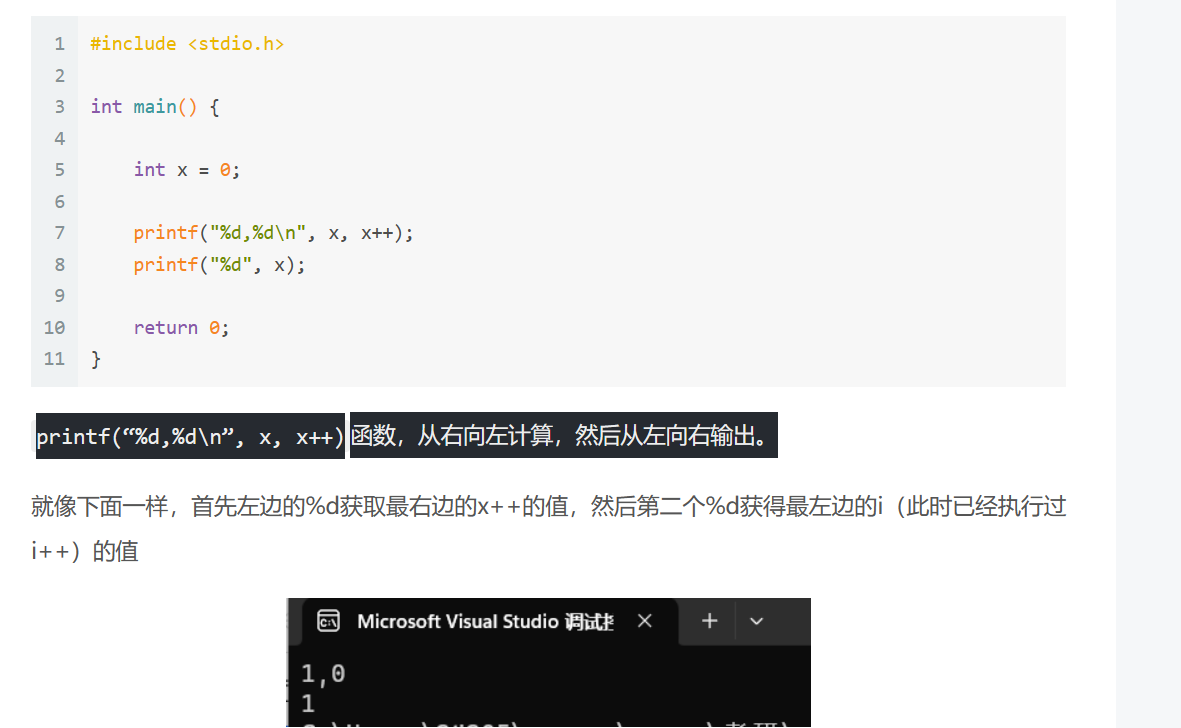 1 #include <stdio.h>
2
3 int main() {
4
5 int x = 0;
6
7 printf("%d,%d\n", x, x++);
8 printf("%d", x);
9
10 return 0;
11 }
printf(“%d,%d\n”, x, x++) 函数，从右向左计算，然后从左向右输出。
就像下面一样，首先左边的%d获取最右边的x++的值，然后第二个%d获得最左边的i（此时已经执行过
i++）的值
Microsoft Visual Studio 调试
1,0
1